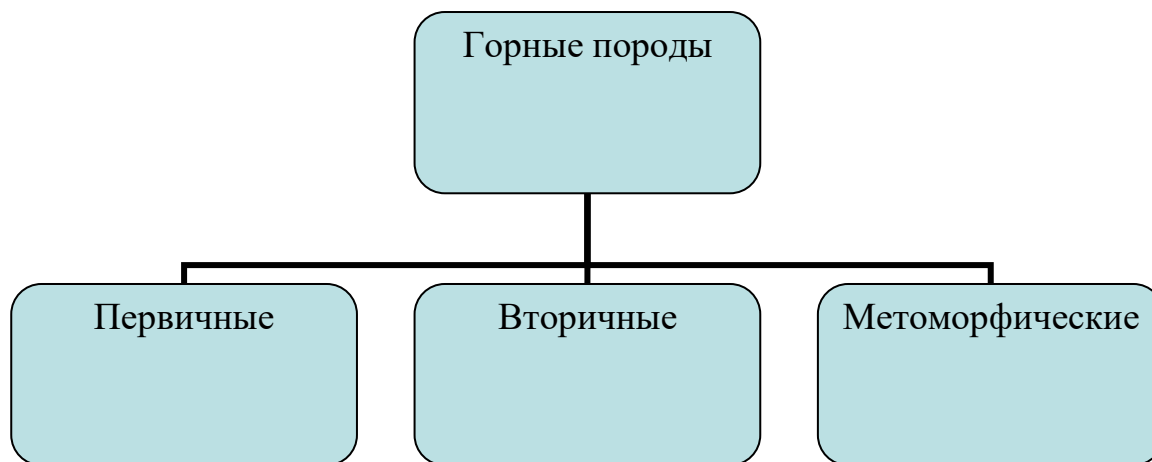 Горные породы
Первичные
Вторичные
Метоморфические